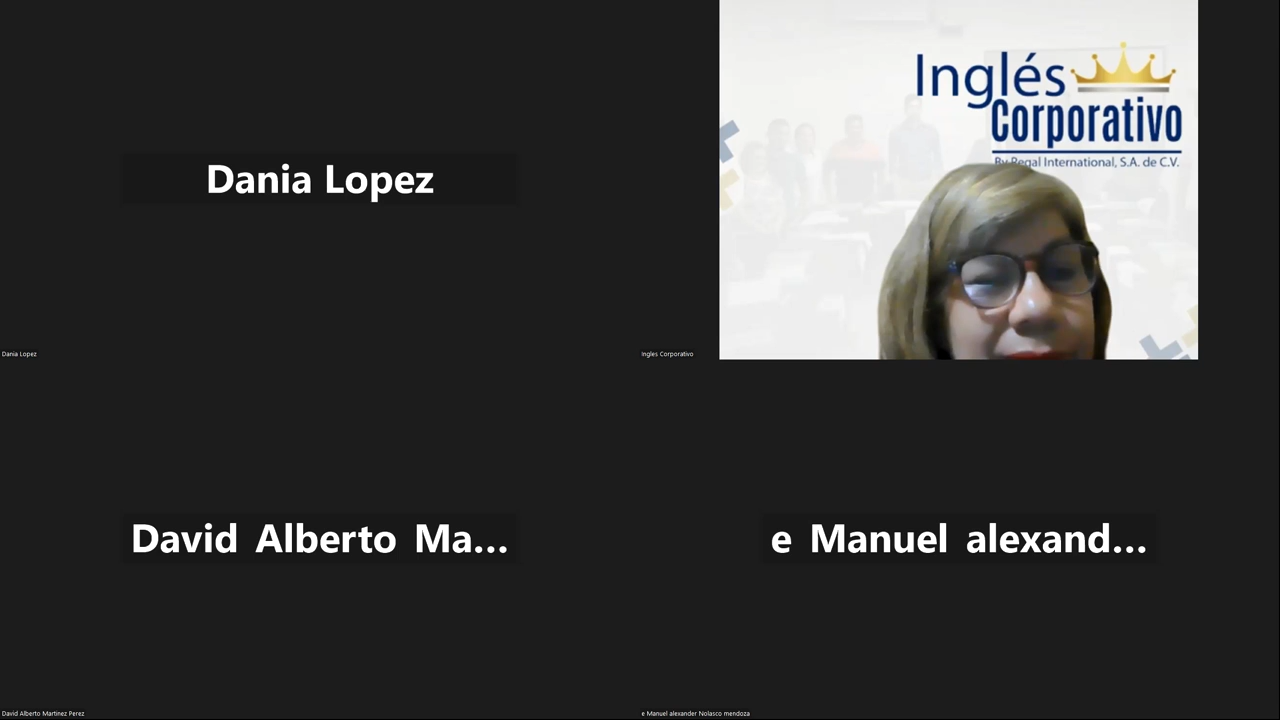 Dania Lopez
Dania Lopez
Inglés
Corporativo
By Regal International, S.A. de C.V.
Ingles Corporativo
David Alberto Ma...
David Alberto Martinez Perez
e Manuel alexand...
e Manuel alexander Nolasco mendoza